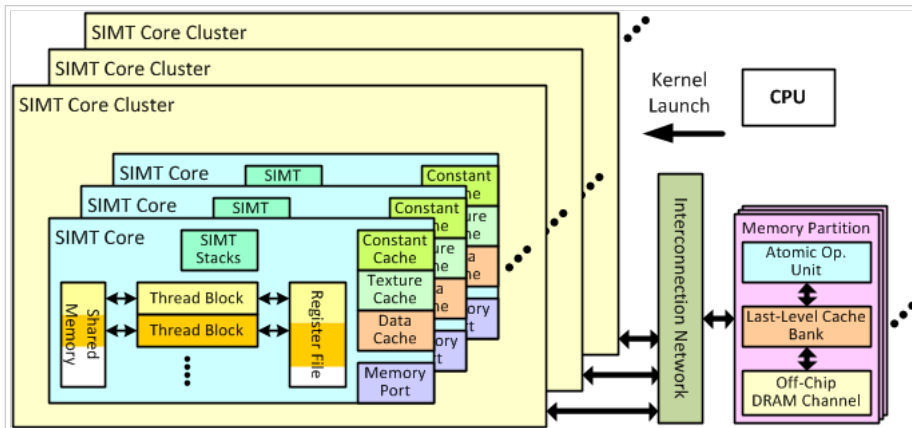 SIMT Core Cluster
SIMT Core Cluster
SIMT Core Cluster
Kernel
Launch
CPU
SIMT Core
SIMT
Constant
SIMT Core
SIMT
Constant
SIMT Core
SIMT
Stacks
Constant
Cache
Texture
Cache
Data
Cache
Memory
Port
Shared
Memory
Thread Block
Thread Block
Register File
Interconnection Network
Memory Partition
Atomic Op.
Unit
Last-Level Cache
Bank
Off-Chip
DRAM Channel